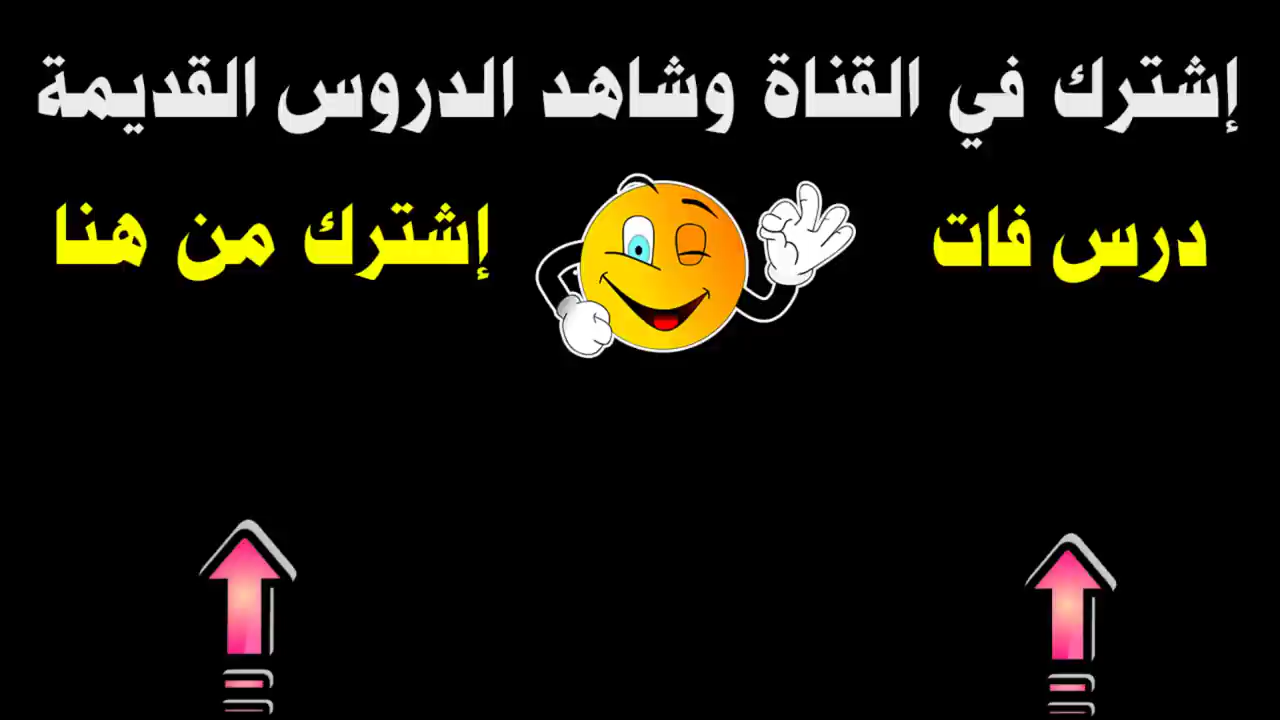 إشترك في القناة وشاهد الدروس القديمة
درس فات
إشترك من هنا